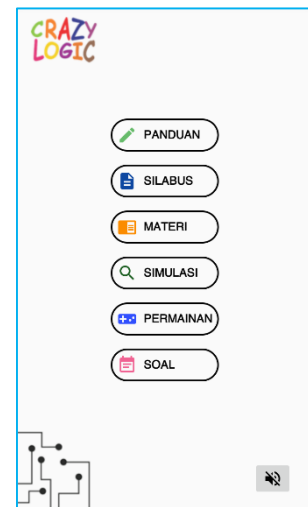 CRAZY
LOGIC
PANDUAN
SILABUS
MATERI
SIMULASI
PERMAINAN
SOAL